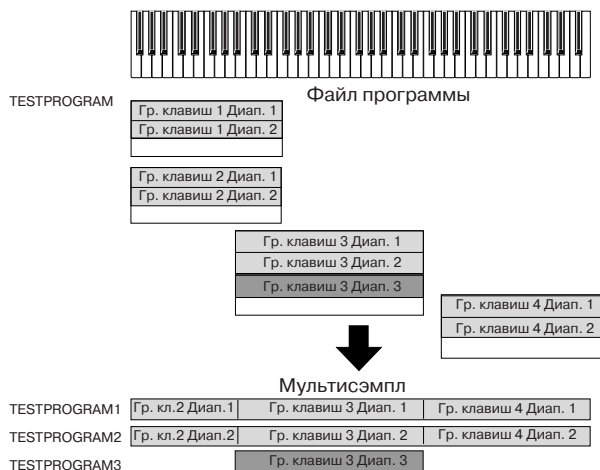 Файл программы
TESTPROGRAM
Гр. клавиш 1 Диап. 1
Гр. клавиш 1 Диап. 2
Гр. клавиш 2 Диап. 1
Гр. клавиш 2 Диап. 2
Гр. клавиш 3 Диап. 1
Гр. клавиш 3 Диап. 2
Гр. клавиш 3 Диап. 3
Гр. клавиш 4 Диап. 1
Гр. клавиш 4 Диап. 2
Мультисэмпл
TESTPROGRAM1 Гр. кл.2 Диап.1 Гр. клавиш 3 Диап. 1 Гр. клавиш 4 Диап. 1
TESTPROGRAM2 Гр. кл.2 Диап.2 Гр. клавиш 3 Диап. 2 Гр. клавиш 4 Диап. 2
TESTPROGRAM3 Гр. клавиш 3 Диап. 3